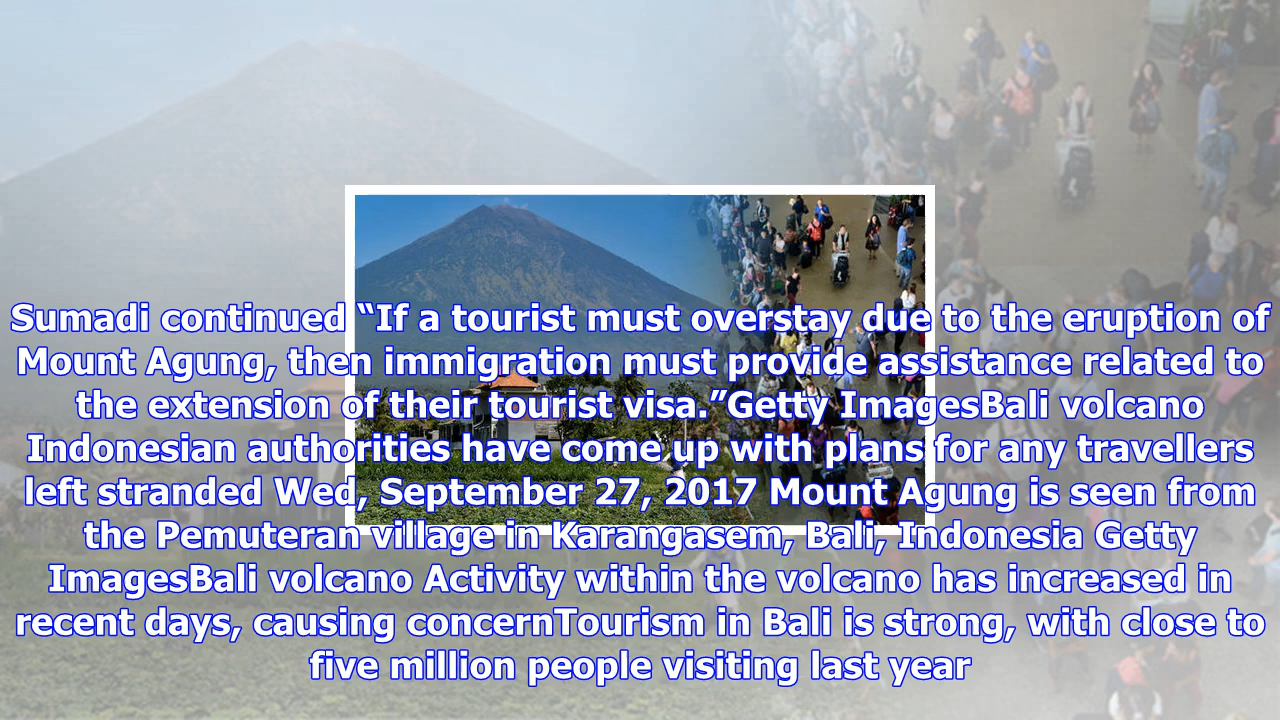 Sumadi continued “If a tourist must overstay due to the eruption of
Mount Agung, then immigration must provide assistance related to
the extension of their tourist visa.”Getty ImagesBali volcano
Indonesian authorities have come up with plans for any travellers
left stranded Wed, September 27, 2017 Mount Agung is seen from
the Pemuteran village in Karangasem, Bali, Indonesia Getty
ImagesBali volcano Activity within the volcano has increased in
recent days, causing concernTourism in Bali is strong, with close to
five million people visiting last year